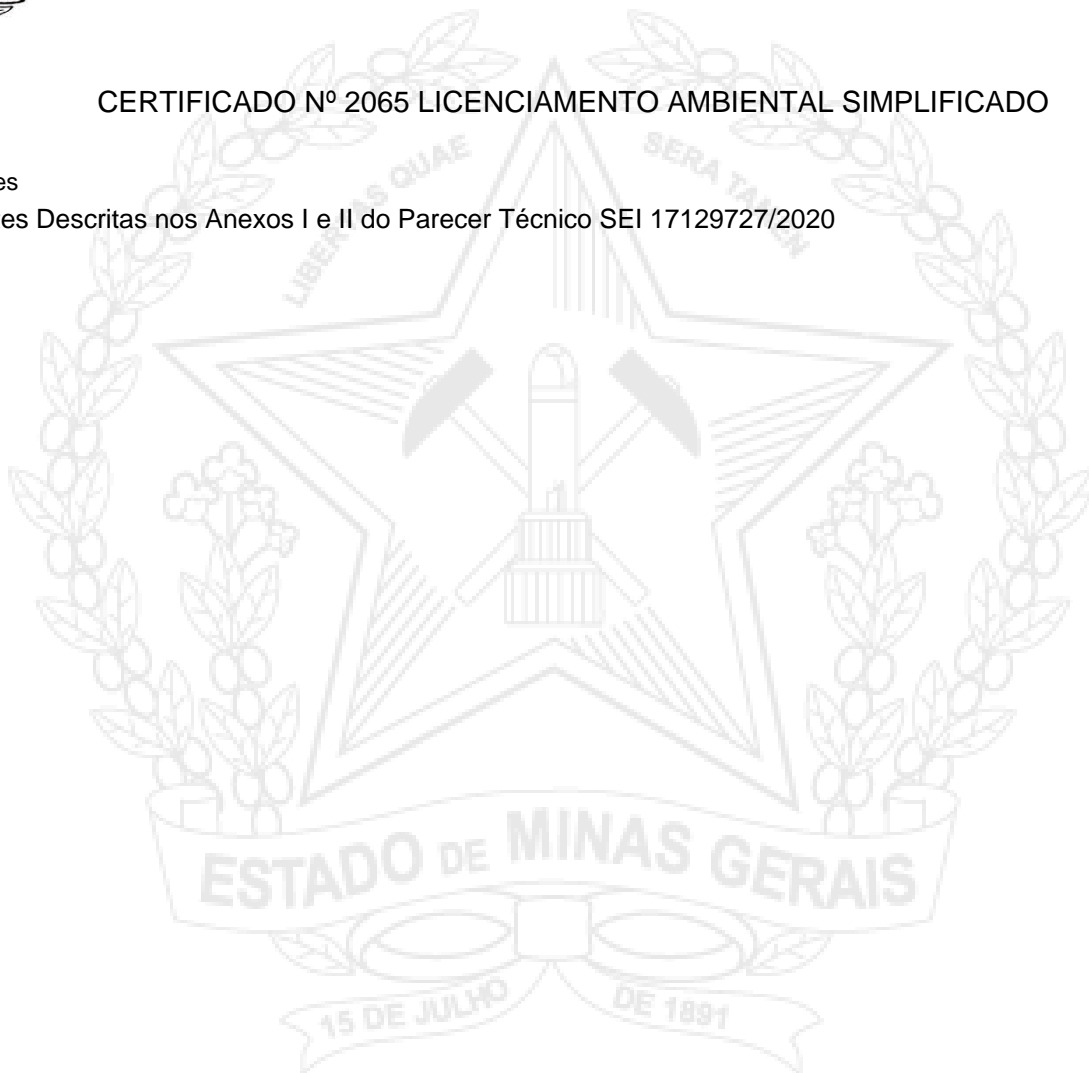 CERTIFICADO Nº 2065 LICENCIAMENTO AMBIENTAL SIMPLIFICADO
es
es Descritas nos Anexos I e II do Parecer Técnico SEI 17129727/2020
LIBERTAS QUAE SERA TAMEN
ESTADO DE MINAS GERAIS
15 DE JULHO DE 1891